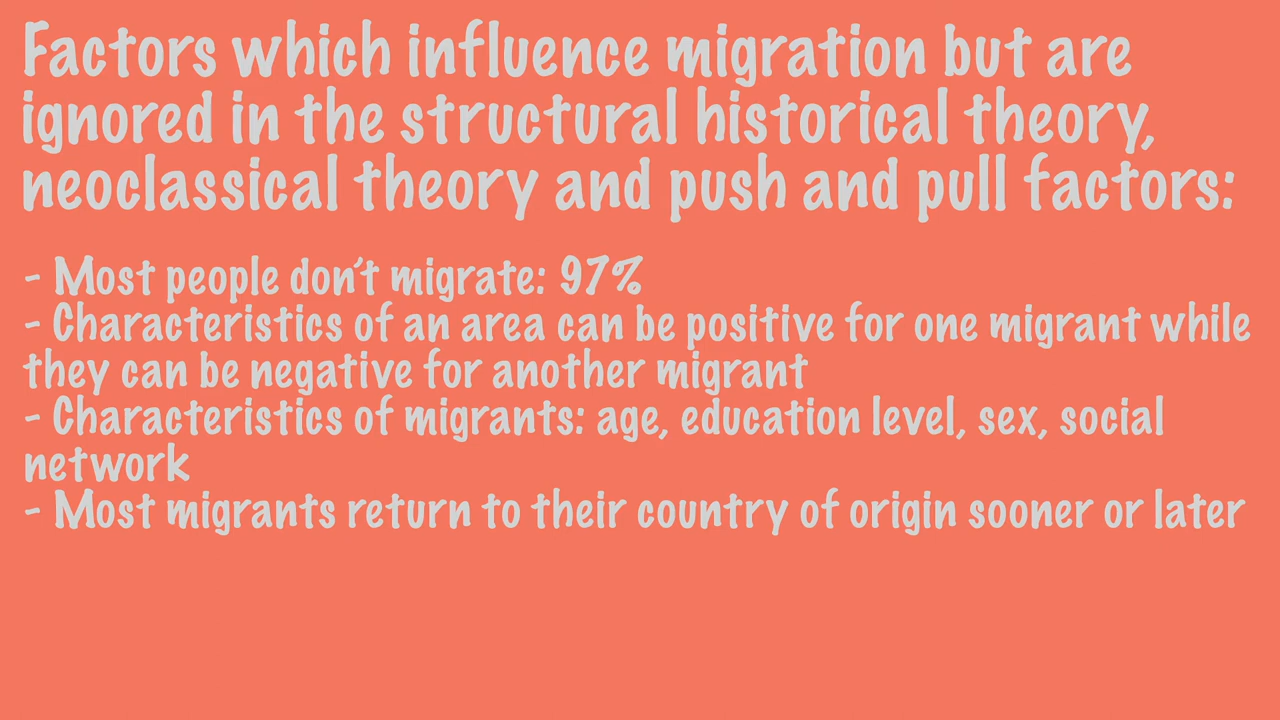 Factors which influence migration but are
ignored in the structural historical theory,
neoclassical theory and push and pull factors:
- Most people don't migrate: 97%
- Characteristics of an area can be positive for one migrant while
they can be negative for another migrant
- Characteristics of migrants: age, education level, sex, social
network
- Most migrants return to their country of origin sooner or later